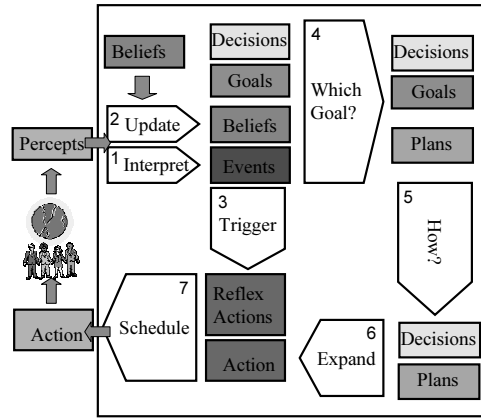 Beliefs
Decisions
Goals
4
Which
Goal?
Decisions
Goals
Plans
2 Update
Beliefs
Percepts
1 Interpret
Events
3
Trigger
5
How?
7
Schedule
Reflex
Actions
Action
Action
6
Expand
Decisions
Plans